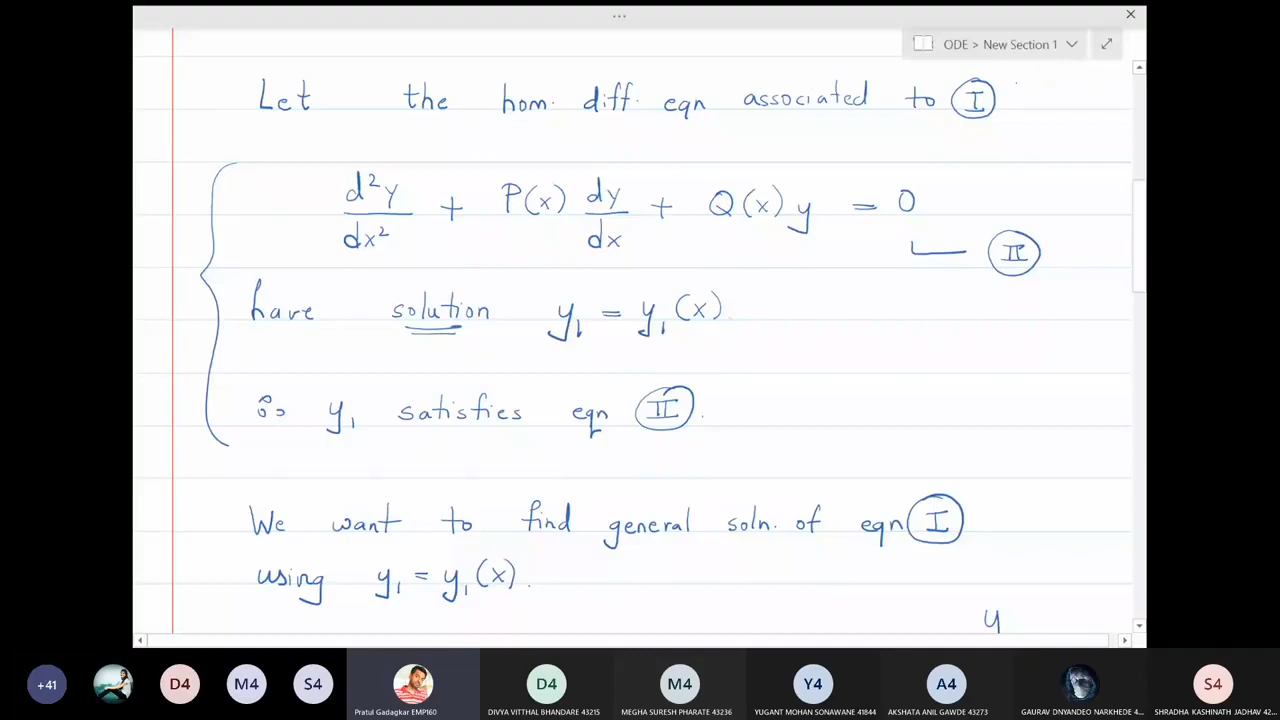 ODE > New Section 1
Let the hom. diff. eqn associated to I
d²y/dx² + P(x) dy/dx + Q(x) y = 0
II
have solution y₁ = y₁(x).
∴ y₁ satisfies eqn II.
We want to find general soln. of eqn I
using y₁ = y₁(x).
y
+41
D4
M4
S4
D4
M4
Y4
A4
S4
Pratul Gadagkar EMP160
DIVYA VITTHAL BHANDARE 43215
MEGHA SURESH PHARATE 43236
YUGANT MOHAN SONAWANE 41844
AKSHATA ANIL GAWDE 43273
GAURAV DNYANDEO NARKHEDE 4...
SHRADHA KASHINATH JADHAV 42...